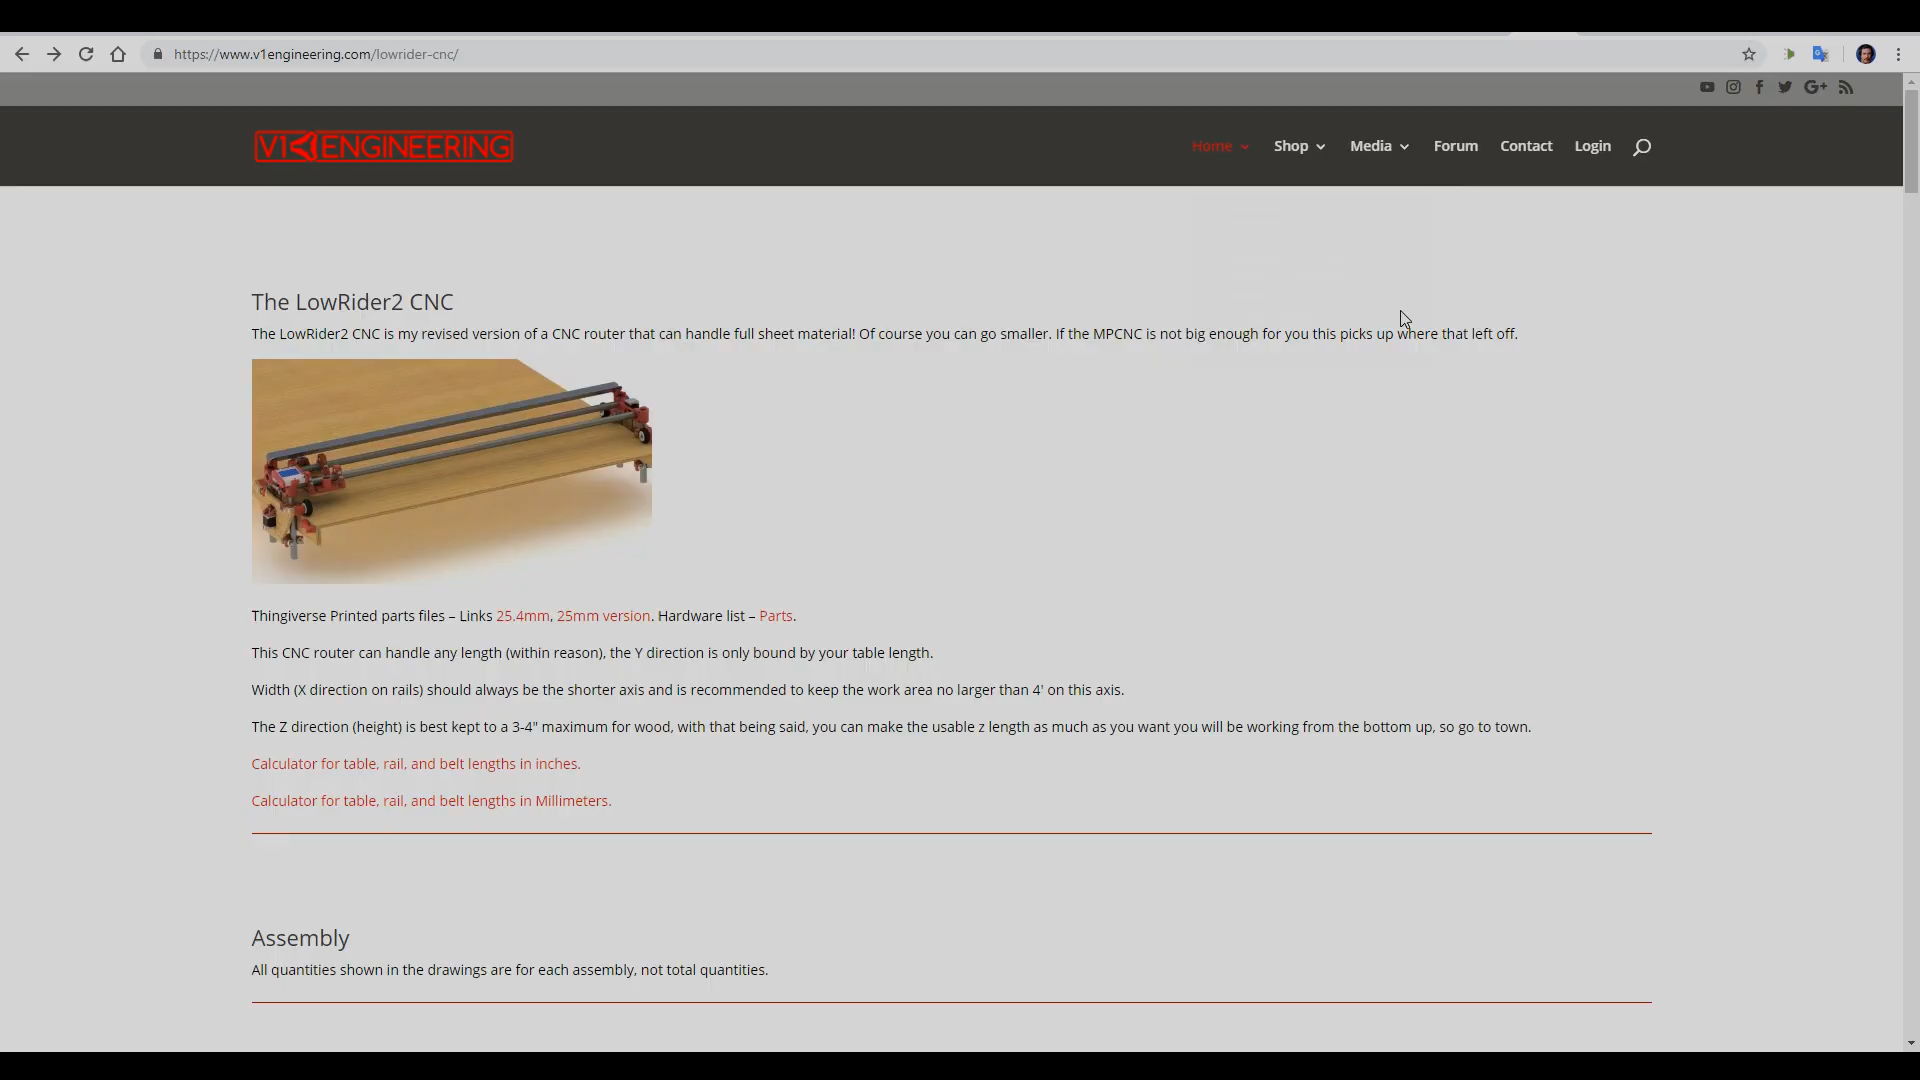 https://www.v1engineering.com/lowrider-cnc/
V1 ENGINEERING
Home Shop Media Forum Contact Login
The LowRider2 CNC
The LowRider2 CNC is my revised version of a CNC router that can handle full sheet material! Of course you can go smaller. If the MPCNC is not big enough for you this picks up where that left off.
Thingiverse Printed parts files – Links 25.4mm, 25mm version. Hardware list – Parts.
This CNC router can handle any length (within reason), the Y direction is only bound by your table length.
Width (X direction on rails) should always be the shorter axis and is recommended to keep the work area no larger than 4' on this axis.
The Z direction (height) is best kept to a 3-4" maximum for wood, with that being said, you can make the usable z length as much as you want you will be working from the bottom up, so go to town.
Calculator for table, rail, and belt lengths in inches.
Calculator for table, rail, and belt lengths in Millimeters.
Assembly
All quantities shown in the drawings are for each assembly, not total quantities.